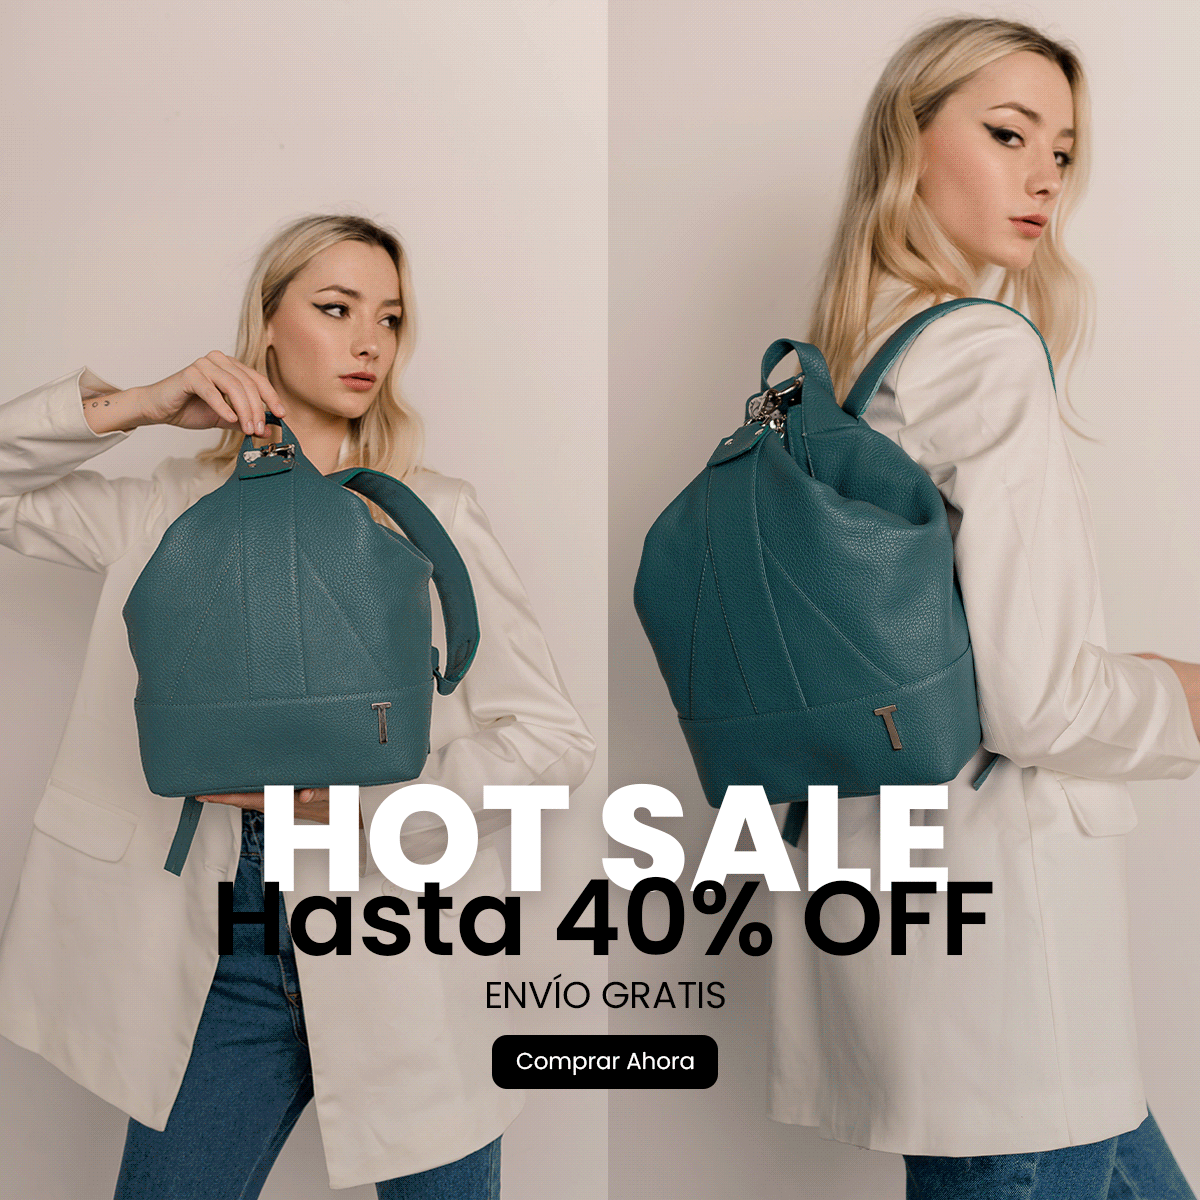 T
T
HOT SALE
Hasta 40% OFF
ENVÍO GRATIS
Comprar Ahora